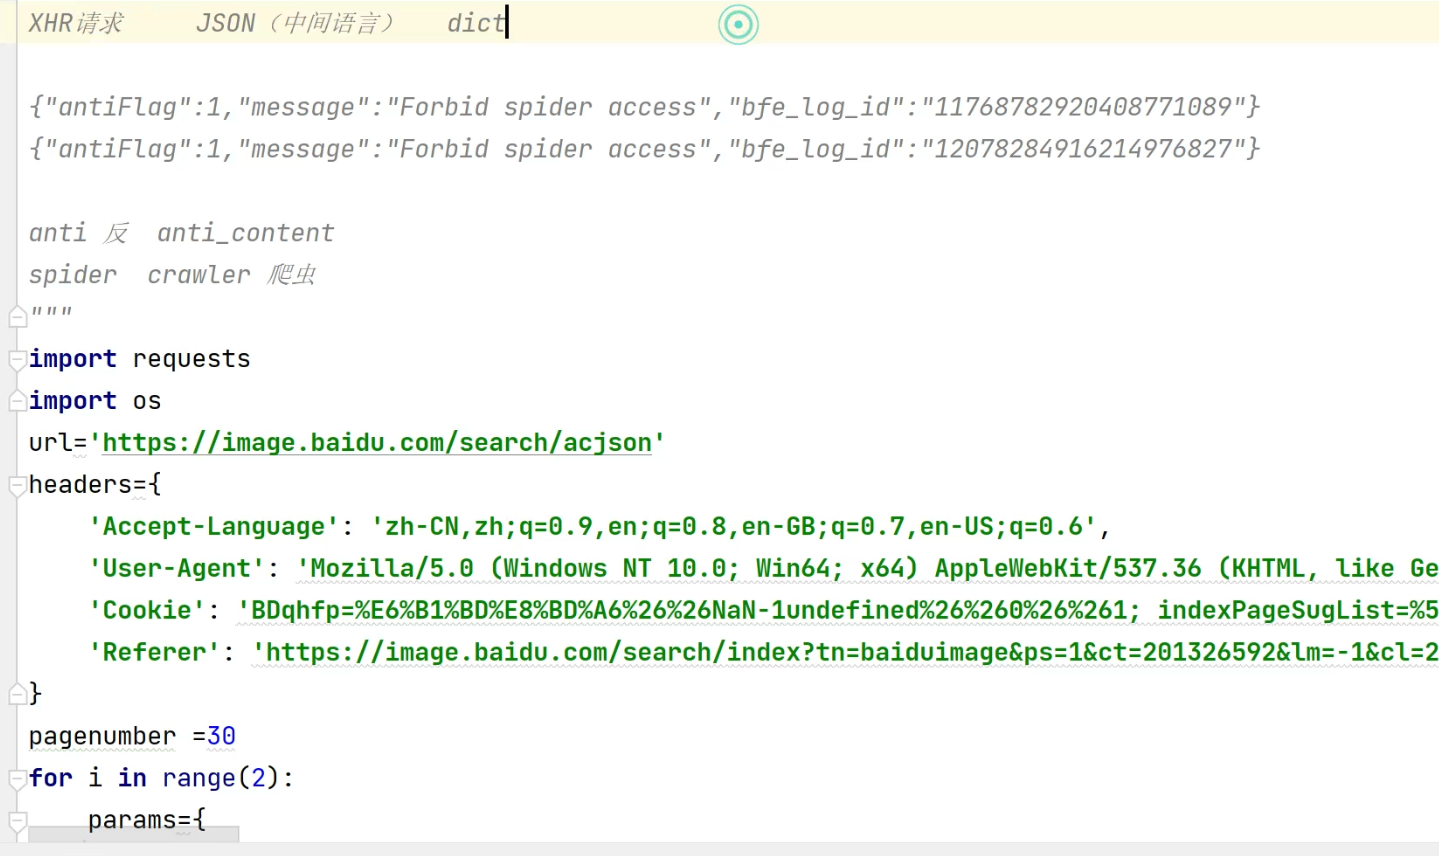 XHR请求 JSON（中间语言） dict
{"antiFlag":1,"message":"Forbid spider access","bfe_log_id":"11768782920408771089"}
{"antiFlag":1,"message":"Forbid spider access","bfe_log_id":"12078284916214976827"}
anti 反 anti_content
spider crawler 爬虫
"""
import requests
import os
url='https://image.baidu.com/search/acjson'
headers={
'Accept-Language': 'zh-CN,zh;q=0.9,en;q=0.8,en-GB;q=0.7,en-US;q=0.6',
'User-Agent': 'Mozilla/5.0 (Windows NT 10.0; Win64; x64) AppleWebKit/537.36 (KHTML, like Ge
'Cookie': 'BDqhfp=%E6%B1%BD%E8%BD%A6%26%26NaN-1undefined%26%260%26%261; indexPageSugList=%5
'Referer': 'https://image.baidu.com/search/index?tn=baiduimage&ps=1&ct=201326592&lm=-1&cl=2
}
pagenumber =30
for i in range(2):
params={